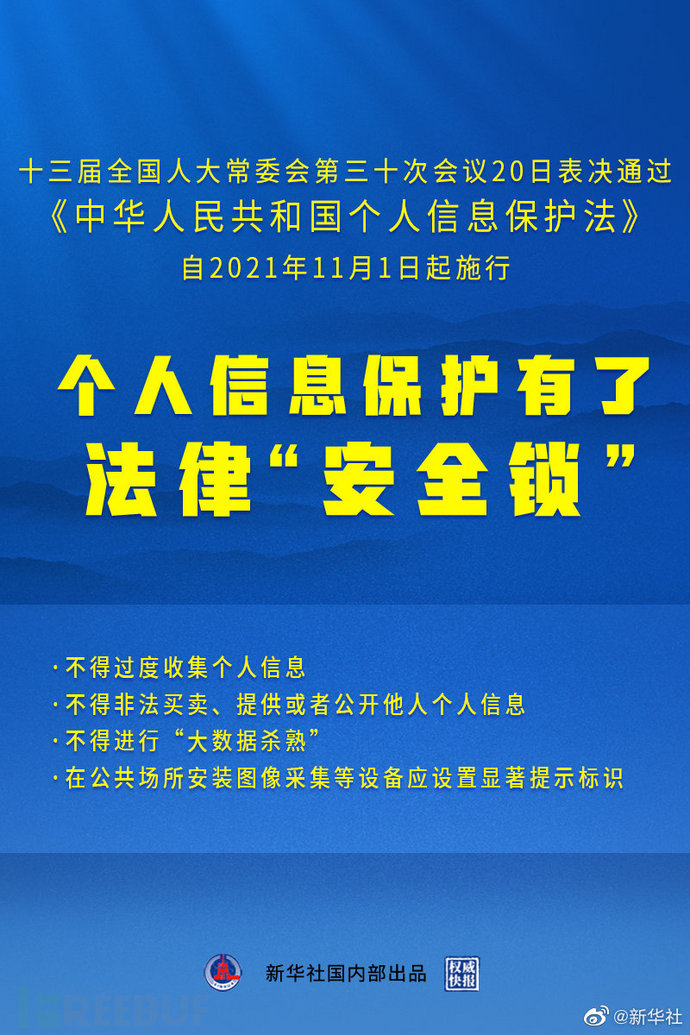 十三届全国人大常委会第三十次会议20日表决通过
《中华人民共和国个人信息保护法》
自2021年11月1日起施行
个人信息保护有了
法律“安全锁”
·不得过度收集个人信息
·不得非法买卖、提供或者公开他人个人信息
·不得进行“大数据杀熟”
·在公共场所安装图像采集等设备应设置显著提示标识
新华社国内部出品
权威
快报
@新华社